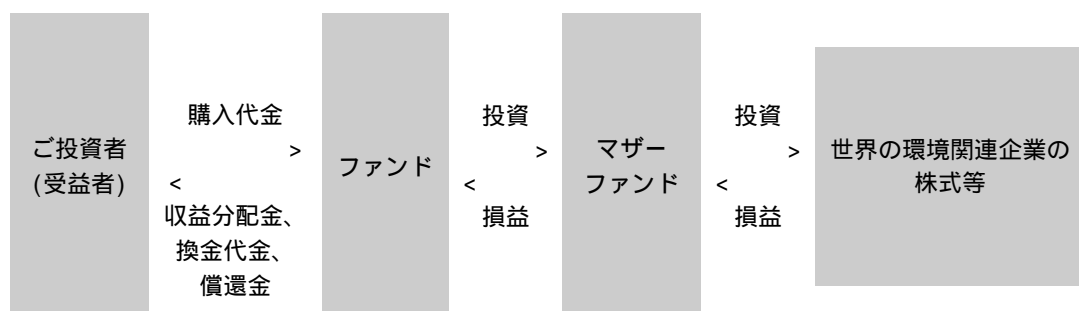 ご投資者
(受益者)
購入代金
>
<
収益分配金、
換金代金、
償還金
ファンド
投資
>
<
損益
マザー
ファンド
投資
>
<
損益
世界の環境関連企業の
株式等